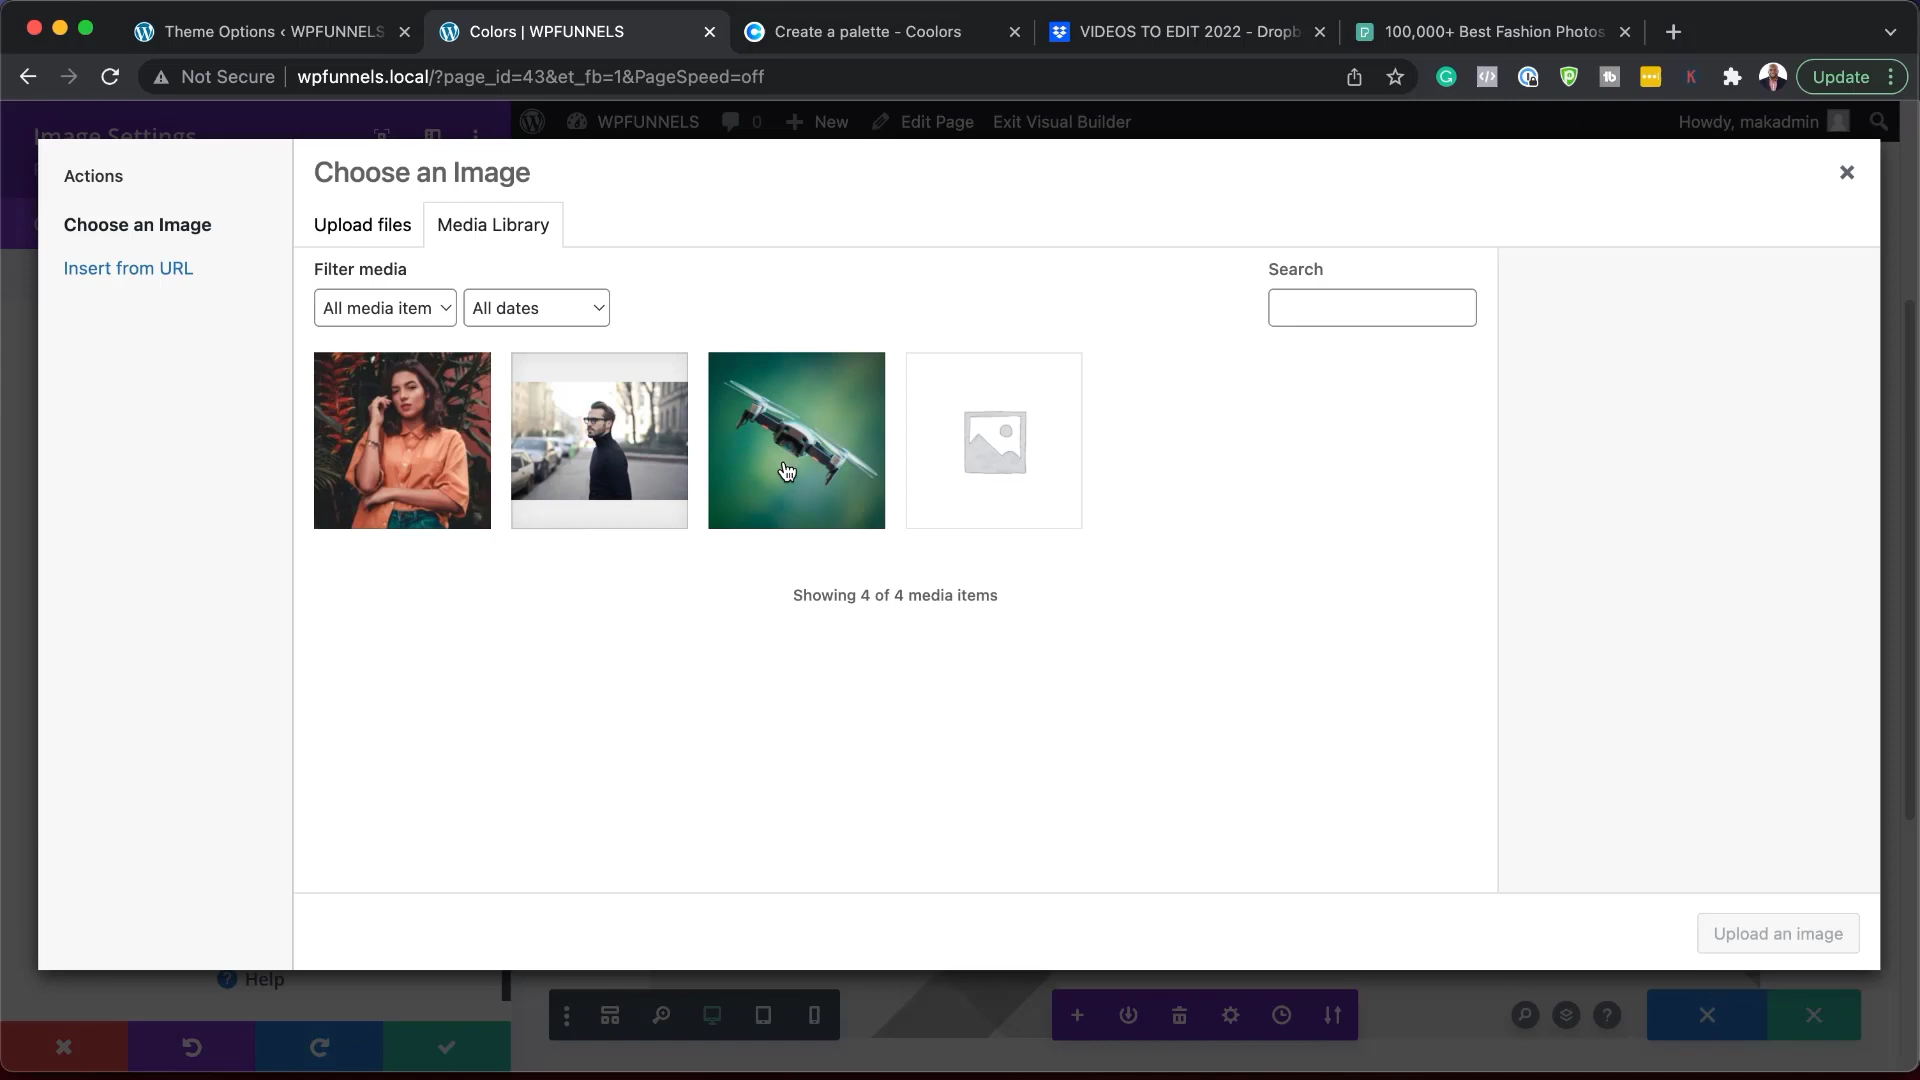 Theme Options ‹ WPFUNNELS
Colors | WPFUNNELS
Create a palette - Coolors
VIDEOS TO EDIT 2022 - Dropb
100,000+ Best Fashion Photos
Not Secure
wpfunnels.local/?page_id=43&et_fb=1&PageSpeed=off
Update
Image Settings
WPFUNNELS
0
New
Edit Page
Exit Visual Builder
Howdy, makadmin
Actions
Choose an Image
Insert from URL
Choose an Image
Upload files
Media Library
Filter media
All media item
All dates
Search
Showing 4 of 4 media items
Upload an image
Help